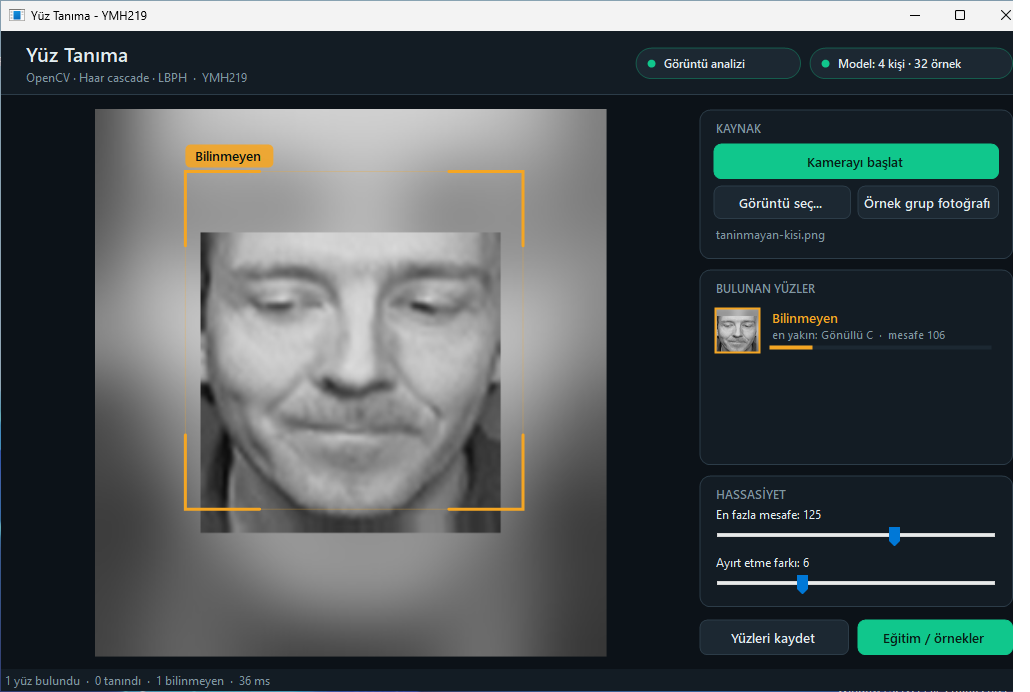 Yüz Tanıma - YMH219
Yüz Tanıma
OpenCV · Haar cascade · LBPH · YMH219
Görüntü analizi
Model: 4 kişi · 32 örnek
Bilinmeyen
KAYNAK
Kamerayı başlat
Görüntü seç...
Örnek grup fotoğrafı
taninmayan-kisi.png
BULUNAN YÜZLER
Bilinmeyen
en yakın: Gönüllü C · mesafe 106
HASSASİYET
En fazla mesafe: 125
Ayırt etme farkı: 6
Yüzleri kaydet
Eğitim / örnekler
1 yüz bulundu · 0 tanındı · 1 bilinmeyen · 36 ms